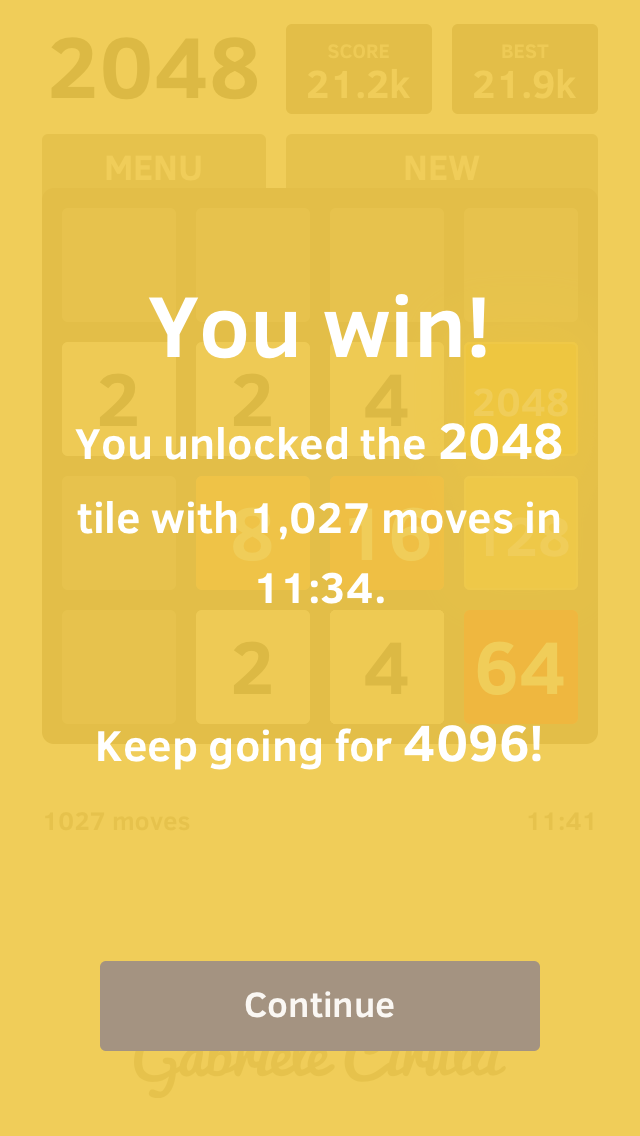 2048
SCORE
21.2k
BEST
21.9k
MENU
NEW
You win!
2 2 4 2048
You unlocked the 2048
tile with 1,027 moves in
11:34.
8 16 128
2 4 64
Keep going for 4096!
1027 moves
11:41
Continue
Gabriele Cirulli